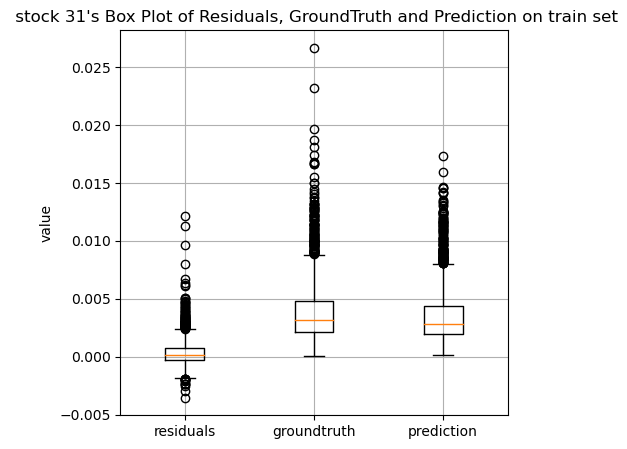 stock 31's Box Plot of Residuals, GroundTruth and Prediction on train set
0.025
0.020
0.015
0.010
0.005
0.000
−0.005
value
residuals groundtruth prediction